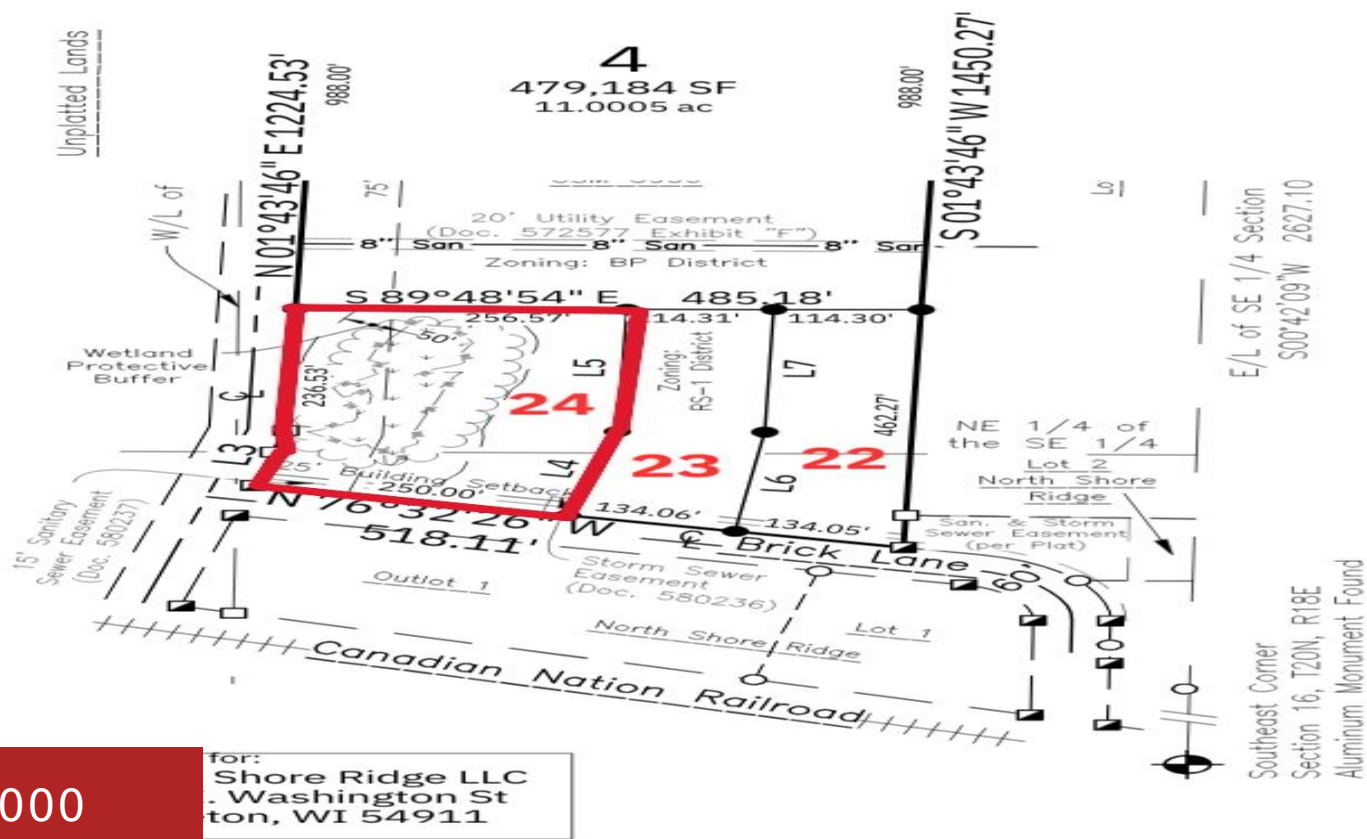 Unplatted Lands
4
479,184 SF
11.0005 ac
N 01°43'46" E 1224.53'
988.00'
988.00'
S 01°43'46" W 1450.27'
W/L of
75'
20' Utility Easement
(Doc. 572577 Exhibit "F")
8" San 8" San 8" San
Zoning: BP District
E/L of SE 1/4 Section
S00°42'09"W 2627.10
S 89°48'54" E 485.18'
256.57' 114.31' 114.30'
50'
Wetland
Protective
Buffer
236.53'
L5
Zoning:
RS-1 District
L7
24
462.27'
NE 1/4 of
the SE 1/4
L3
23
22
Lot 2
North Shore
Ridge
25' Building Setback
L4
L6
250.00'
15' Sanitary
Sewer Easement
(Doc. 580237)
N 76°32'26" W
518.11'
134.06'
134.05'
San. & Storm
Sewer Easement
(per Plat)
Brick Lane
60'
Outlot 1
Storm Sewer
Easement
(Doc. 580236)
North Shore Ridge
Lot 1
Canadian Nation Railroad
Southeast Corner
Section 16, T20N, R18E
Aluminum Monument Found
for:
Shore Ridge LLC
. Washington St
ton, WI 54911
000